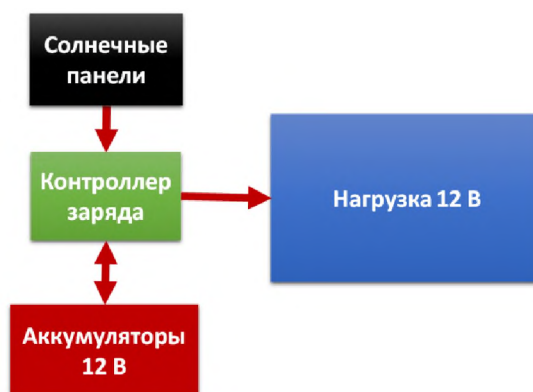 Солнечные
панели
Контроллер
заряда
Нагрузка 12 В
Аккумуляторы
12 В